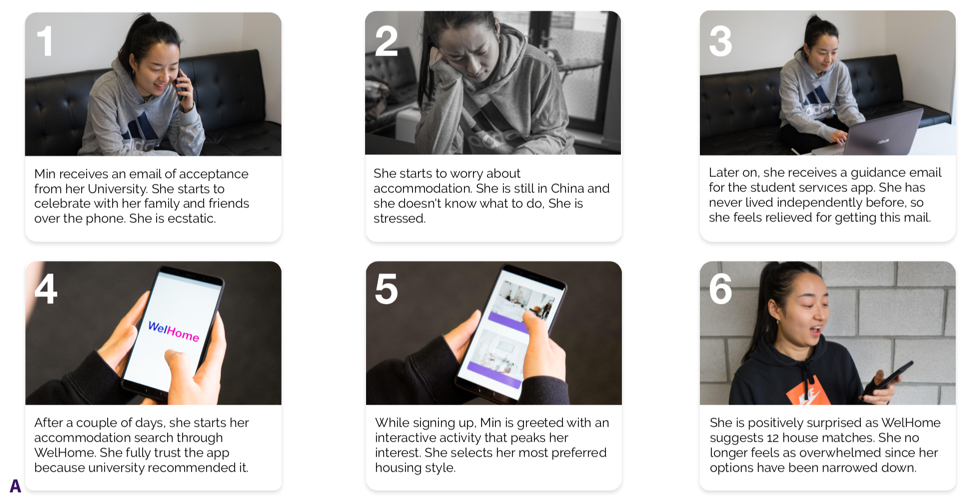 1
Min receives an email of acceptance
from her University. She starts to
celebrate with her family and friends
over the phone. She is ecstatic.
2
She starts to worry about
accommodation. She is still in China and
she doesn't know what to do, She is
stressed.
3
Later on, she receives a guidance email
for the student services app. She has
never lived independently before, so
she feels relieved for getting this mail.
4
WelHome
After a couple of days, she starts her
accommodation search through
WelHome. She fully trust the app
because university recommended it.
5
While signing up, Min is greeted with an
interactive activity that peaks her
interest. She selects her most preferred
housing style.
6
She is positively surprised as WelHome
suggests 12 house matches. She no
longer feels as overwhelmed since her
options have been narrowed down.
A